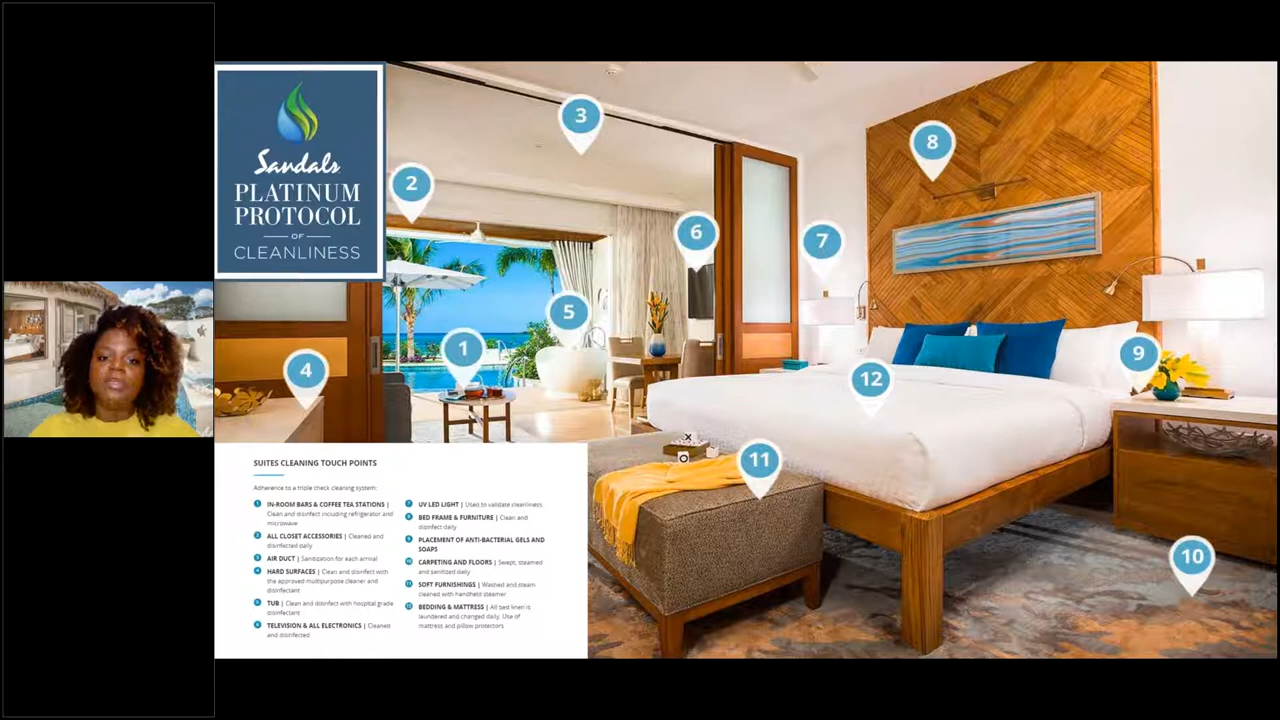 Sandals
PLATINUM
PROTOCOL
OF
CLEANLINESS
1
2
3
4
5
6
7
8
9
10
11
12
SUITES CLEANING TOUCH POINTS
Adherence to a triple check cleaning system:
1 IN-ROOM BARS & COFFEE TEA STATIONS |
Clean and disinfect including refrigerator and
microwave
2 ALL CLOSET ACCESSORIES | Cleaned and
disinfected daily
3 AIR DUCT | Sanitization for each arrival
4 HARD SURFACES | Clean and disinfect with
the approved multipurpose cleaner and
disinfectant
5 TUB | Clean and disinfect with hospital grade
disinfectant
6 TELEVISION & ALL ELECTRONICS | Cleaned
and disinfected
7 UV LED LIGHT | Used to validate cleanliness
8 BED FRAME & FURNITURE | Clean and
disinfect daily
9 PLACEMENT OF ANTI-BACTERIAL GELS AND
SOAPS
10 CARPETING AND FLOORS | Swept, steamed
and sanitized daily
11 SOFT FURNISHINGS | Washed and steam
cleaned with handheld steamer
12 BEDDING & MATTRESS | All bed linen is
laundered and changed daily. Use of
mattress and pillow protectors